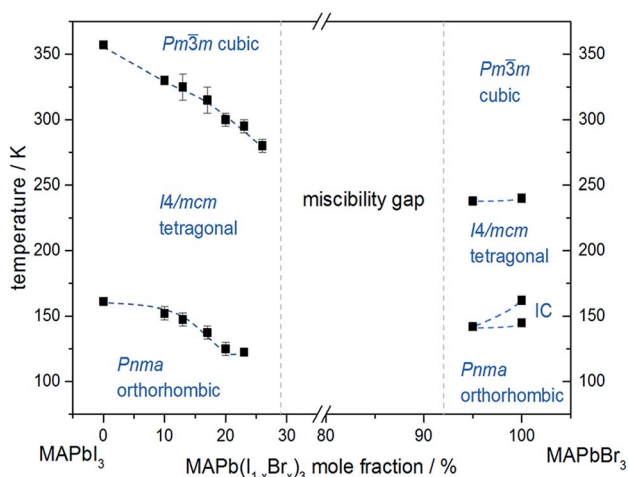 Pm3̅m cubic
Pm3̅m
cubic
I4/mcm
tetragonal
miscibility gap
I4/mcm
tetragonal
IC
Pnma
orthorhombic
Pnma
orthorhombic
temperature / K
350
300
250
200
150
100
350
300
250
200
150
100
0 10 20 30 80 90 100
MAPbI₃ MAPb(I₁₋ₓBrₓ)₃ mole fraction / % MAPbBr₃